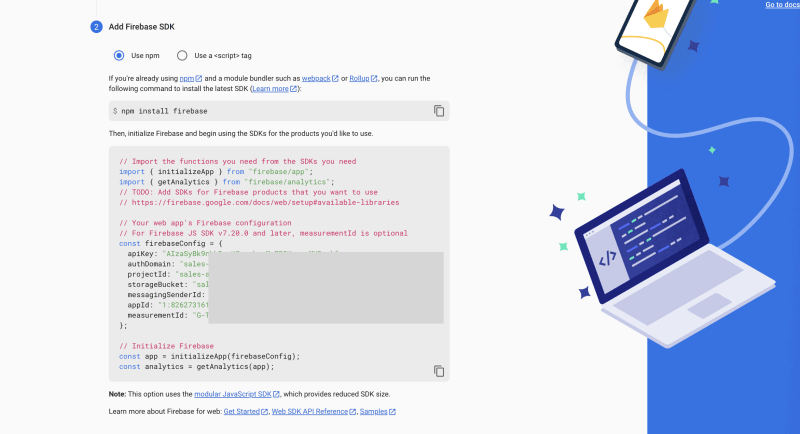 Go to docs
2 Add Firebase SDK
Use npm Use a <script> tag
If you're already using npm and a module bundler such as webpack or Rollup, you can run the
following command to install the latest SDK (Learn more):
$ npm install firebase
Then, initialize Firebase and begin using the SDKs for the products you'd like to use.
// Import the functions you need from the SDKs you need
import { initializeApp } from "firebase/app";
import { getAnalytics } from "firebase/analytics";
// TODO: Add SDKs for Firebase products that you want to use
// https://firebase.google.com/docs/web/setup#available-libraries
// Your web app's Firebase configuration
// For Firebase JS SDK v7.20.0 and later, measurementId is optional
const firebaseConfig = {
apiKey:
authDomain: "sales-
projectId: "sales-a
storageBucket: "sal
messagingSenderId:
appId: "1:826273161
measurementId: "G-T
};
// Initialize Firebase
const app = initializeApp(firebaseConfig);
const analytics = getAnalytics(app);
Note: This option uses the modular JavaScript SDK, which provides reduced SDK size.
Learn more about Firebase for web: Get Started, Web SDK API Reference, Samples